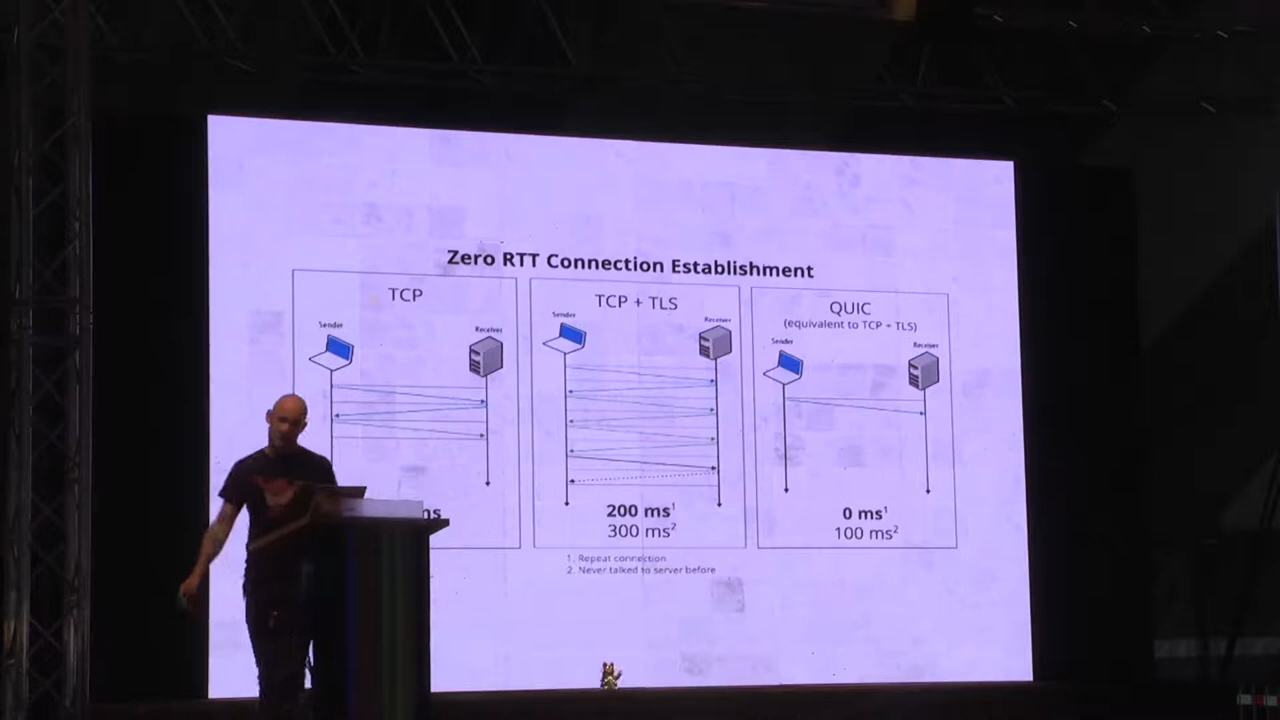 Zero RTT Connection Establishment
TCP
Sender
Receiver
TCP + TLS
Sender
Receiver
200 ms¹
300 ms²
QUIC
(equivalent to TCP + TLS)
Sender
Receiver
0 ms¹
100 ms²
1. Repeat connection
2. Never talked to server before